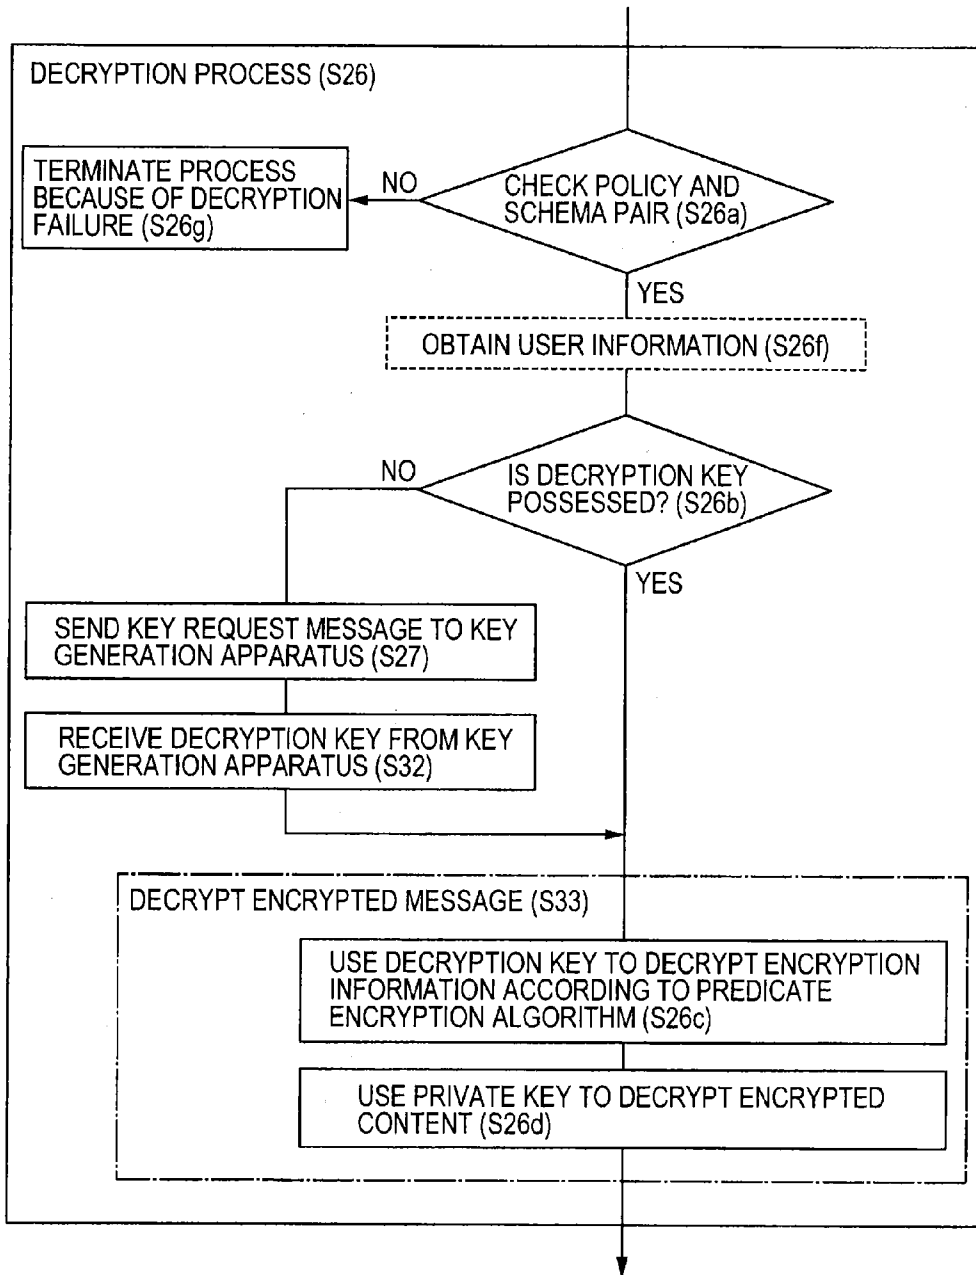 DECRYPTION PROCESS (S26)
CHECK POLICY AND
SCHEMA PAIR (S26a)
NO
TERMINATE PROCESS
BECAUSE OF DECRYPTION
FAILURE (S26g)
YES
OBTAIN USER INFORMATION (S26f)
IS DECRYPTION KEY
POSSESSED? (S26b)
NO
YES
SEND KEY REQUEST MESSAGE TO KEY
GENERATION APPARATUS (S27)
RECEIVE DECRYPTION KEY FROM KEY
GENERATION APPARATUS (S32)
DECRYPT ENCRYPTED MESSAGE (S33)
USE DECRYPTION KEY TO DECRYPT ENCRYPTION
INFORMATION ACCORDING TO PREDICATE
ENCRYPTION ALGORITHM (S26c)
USE PRIVATE KEY TO DECRYPT ENCRYPTED
CONTENT (S26d)